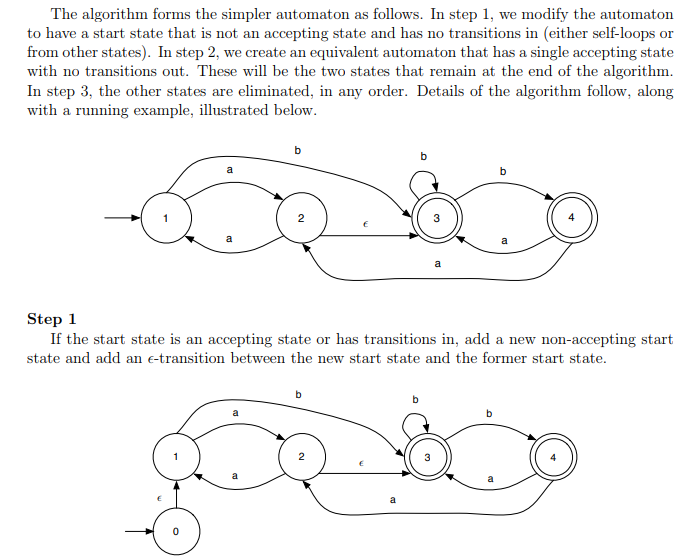 The algorithm forms the simpler automaton as follows. In step 1, we modify the automaton
to have a start state that is not an accepting state and has no transitions in (either self-loops or
from other states). In step 2, we create an equivalent automaton that has a single accepting state
with no transitions out. These will be the two states that remain at the end of the algorithm.
In step 3, the other states are eliminated, in any order. Details of the algorithm follow, along
with a running example, illustrated below.
b
b
a
b
1
2
ϵ
3
4
a
a
a
Step 1
If the start state is an accepting state or has transitions in, add a new non-accepting start
state and add an ϵ-transition between the new start state and the former start state.
b
b
a
b
1
2
ϵ
3
4
a
a
ϵ
a
0